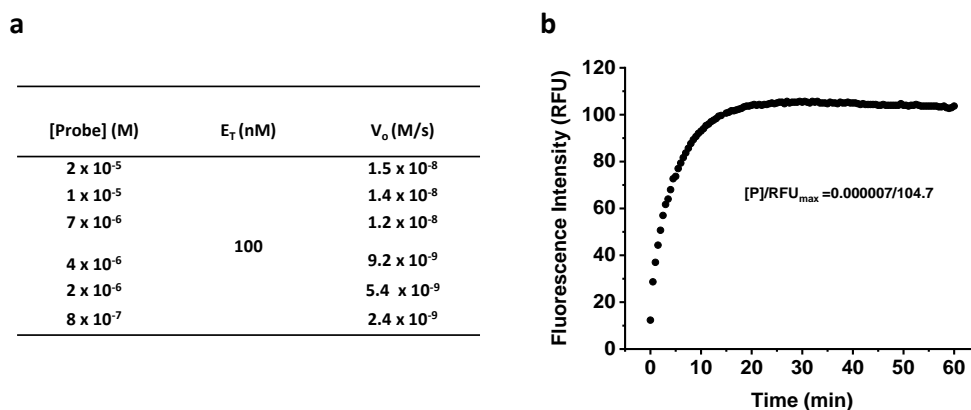 a
[Probe] (M) E_T (nM) V_o (M/s)
2 x 10⁻⁵ 1.5 x 10⁻⁸
1 x 10⁻⁵ 1.4 x 10⁻⁸
7 x 10⁻⁶ 1.2 x 10⁻⁸
100
4 x 10⁻⁶ 9.2 x 10⁻⁹
2 x 10⁻⁶ 5.4 x 10⁻⁹
8 x 10⁻⁷ 2.4 x 10⁻⁹
b
Fluorescence Intensity (RFU)
120
100
80
60
40
20
0
[P]/RFU_max =0.000007/104.7
0 10 20 30 40 50 60
Time (min)